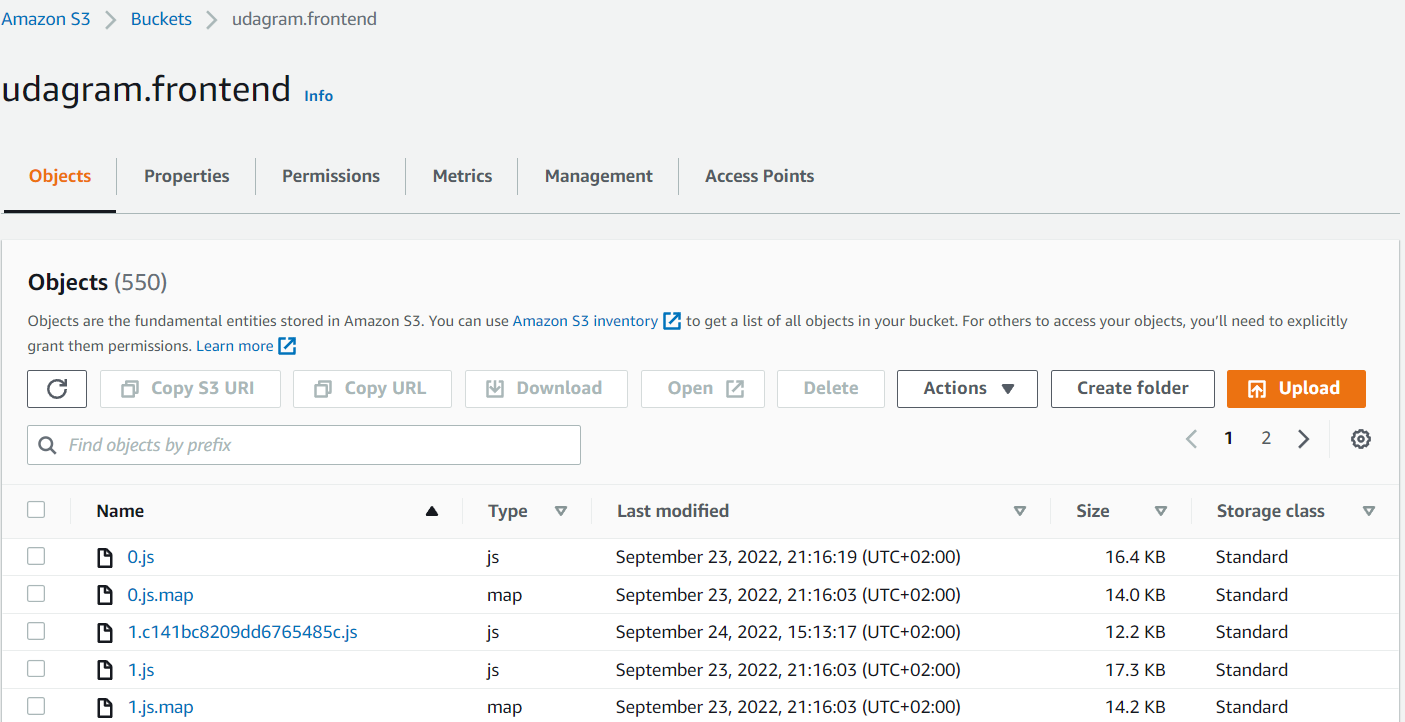 Amazon S3 Buckets udagram.frontend
udagram.frontend Info
Objects Properties Permissions Metrics Management Access Points
Objects (550)
Objects are the fundamental entities stored in Amazon S3. You can use Amazon S3 inventory to get a list of all objects in your bucket. For others to access your objects, you'll need to explicitly
grant them permissions. Learn more
Copy S3 URI Copy URL Download Open Delete Actions Create folder Upload
Find objects by prefix 1 2
Name Type Last modified Size Storage class
0.js js September 23, 2022, 21:16:19 (UTC+02:00) 16.4 KB Standard
0.js.map map September 23, 2022, 21:16:03 (UTC+02:00) 14.0 KB Standard
1.c141bc8209dd6765485c.js js September 24, 2022, 15:13:17 (UTC+02:00) 12.2 KB Standard
1.js js September 23, 2022, 21:16:03 (UTC+02:00) 17.3 KB Standard
1.js.map map September 23, 2022, 21:16:03 (UTC+02:00) 14.2 KB Standard